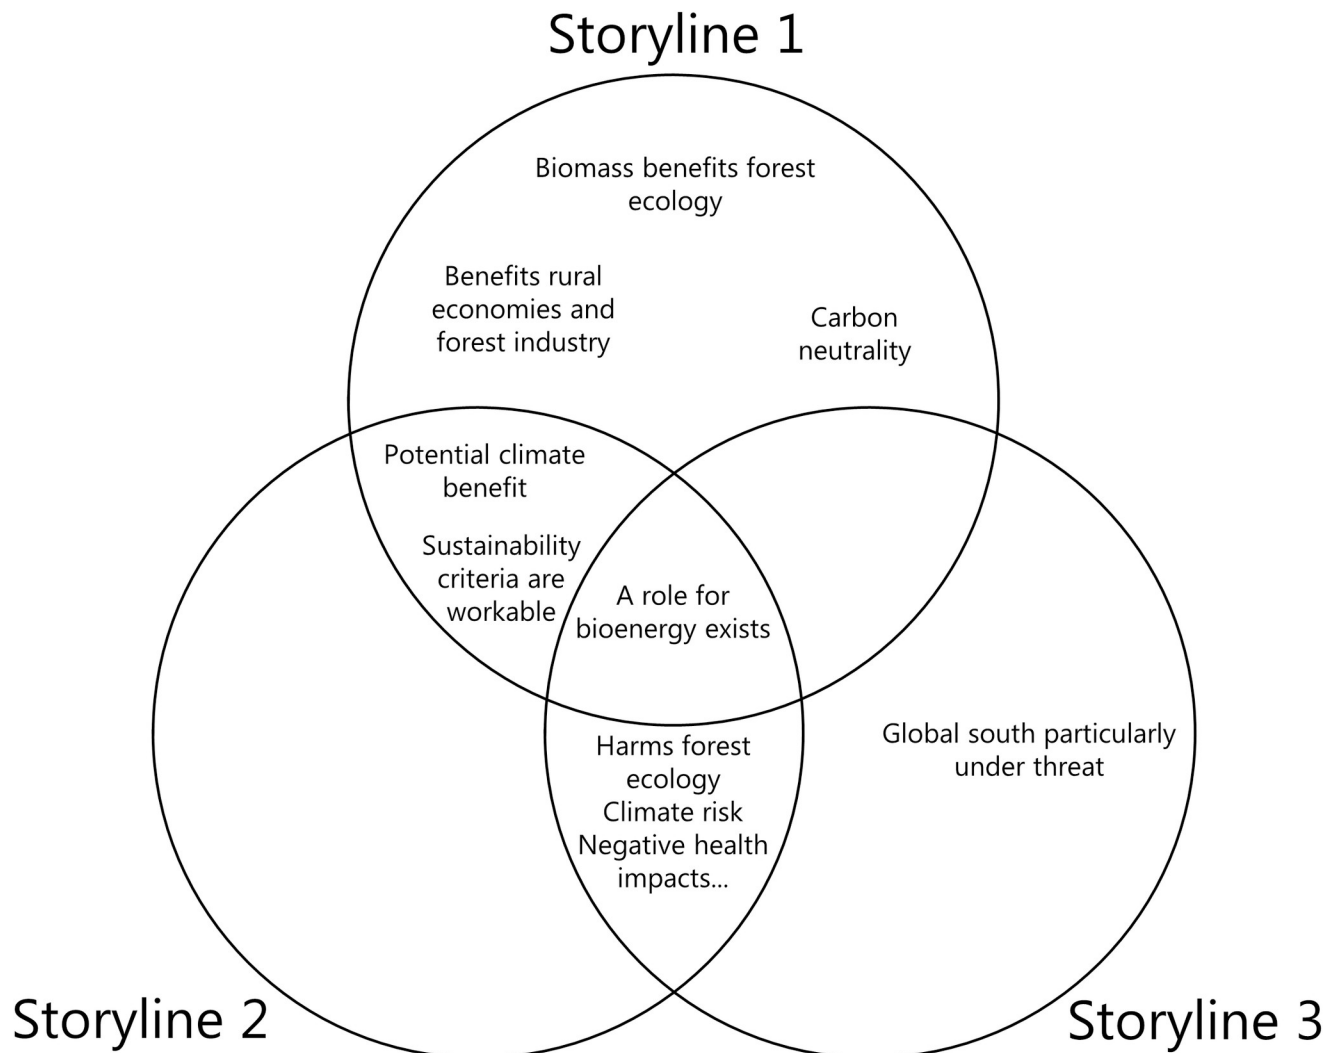 Storyline 1
Biomass benefits forest
ecology
Benefits rural
economies and
forest industry
Carbon
neutrality
Potential climate
benefit
Sustainability
criteria are
workable
A role for
bioenergy exists
Harms forest
ecology
Climate risk
Negative health
impacts...
Global south particularly
under threat
Storyline 2
Storyline 3